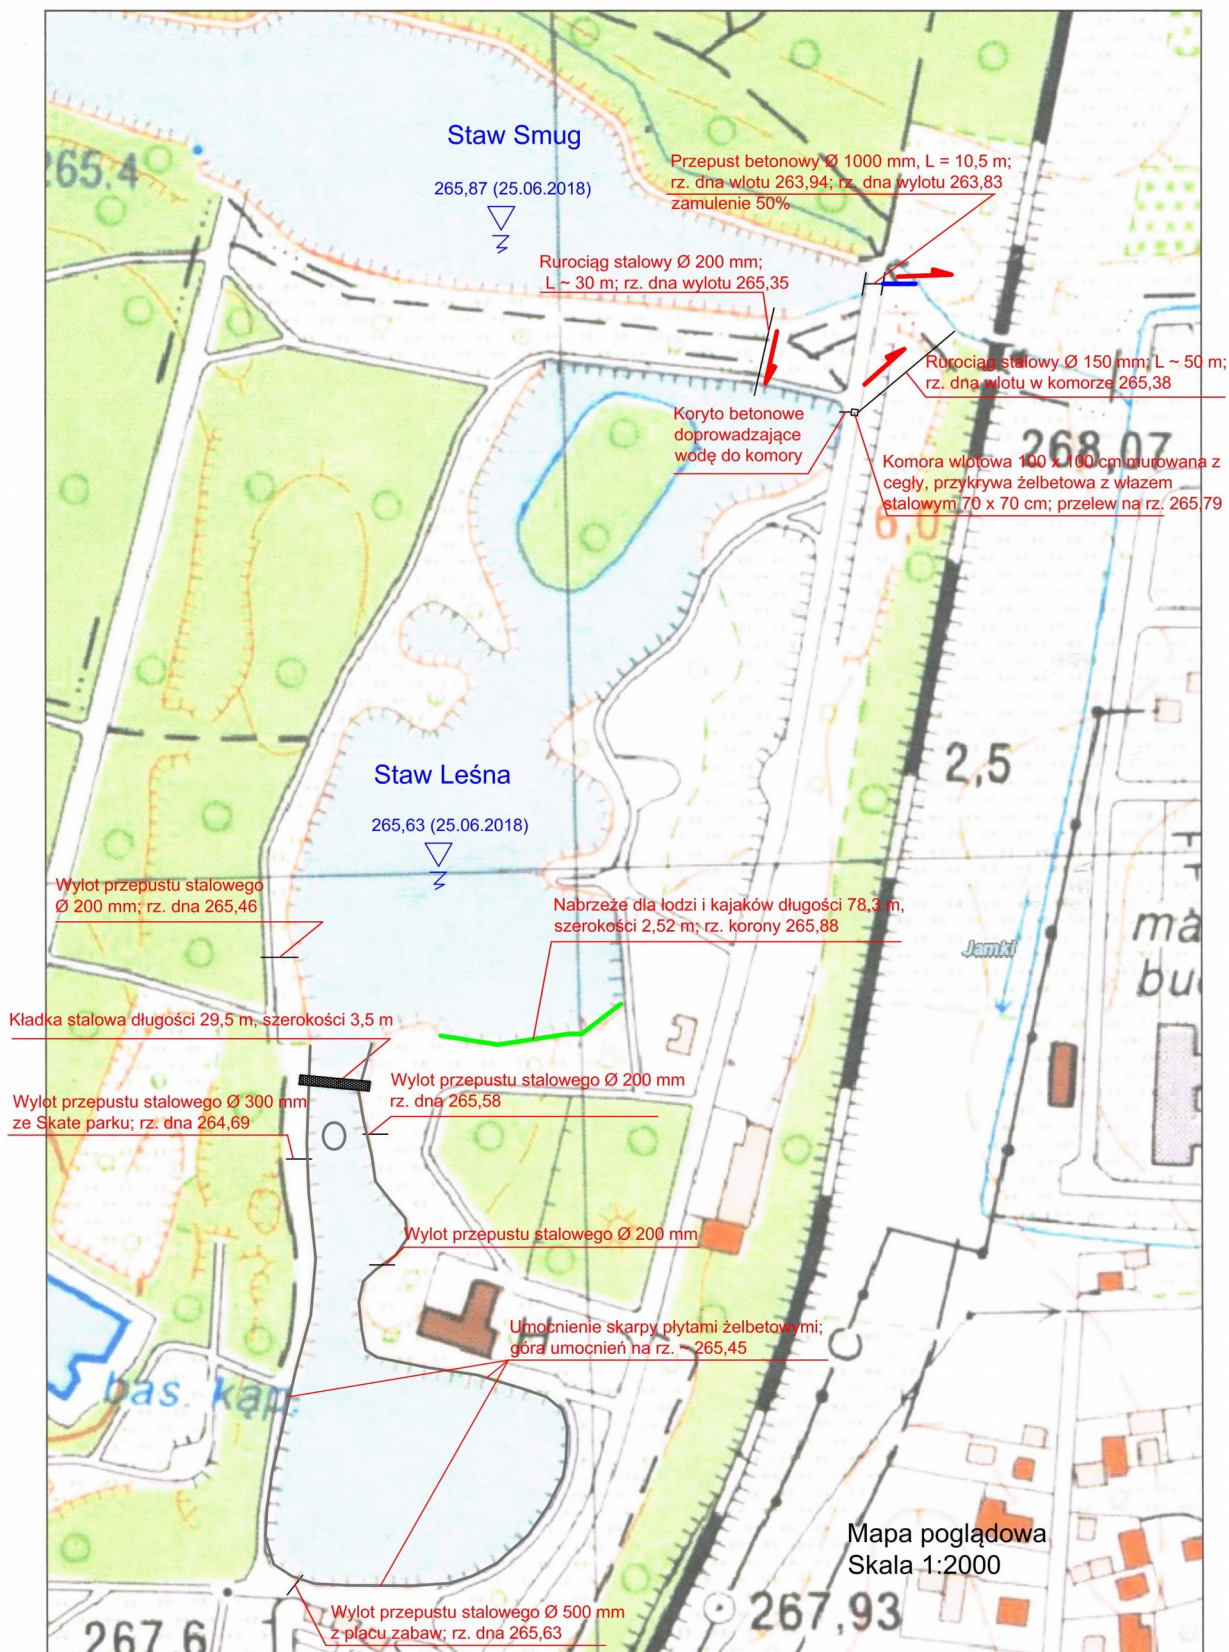 Staw Smug
265,4
265,87 (25.06.2018)
Przepust betonowy Ø 1000 mm, L = 10,5 m;
rz. dna wlotu 263,94; rz. dna wylotu 263,83
zamulenie 50%
Rurociąg stalowy Ø 200 mm;
L ~ 30 m; rz. dna wylotu 265,35
Rurociąg stalowy Ø 150 mm; L ~ 50 m;
rz. dna wlotu w komorze 265,38
Koryto betonowe
doprowadzające
wodę do komory
268,07
Komora wlotowa 100 x 100 cm murowana z
cegły, przykrywa żelbetowa z włazem
stalowym 70 x 70 cm; przelew na rz. 265,79
6,0
Staw Leśna
2,5
265,63 (25.06.2018)
Wylot przepustu stalowego
Ø 200 mm; rz. dna 265,46
Nabrzeże dla łodzi i kajaków długości 78,3 m,
szerokości 2,52 m; rz. korony 265,88
Jamki
ma
bu
Kładka stalowa długości 29,5 m, szerokości 3,5 m
Wylot przepustu stalowego Ø 200 mm
rz. dna 265,58
Wylot przepustu stalowego Ø 300 mm
ze Skate parku; rz. dna 264,69
Wylot przepustu stalowego Ø 200 mm
Umocnienie skarpy płytami żelbetowymi;
góra umocnień na rz. ~ 265,45
H
bas. kąp.
Mapa poglądowa
Skala 1:2000
267,93
Wylot przepustu stalowego Ø 500 mm
z placu zabaw; rz. dna 265,63
267,6